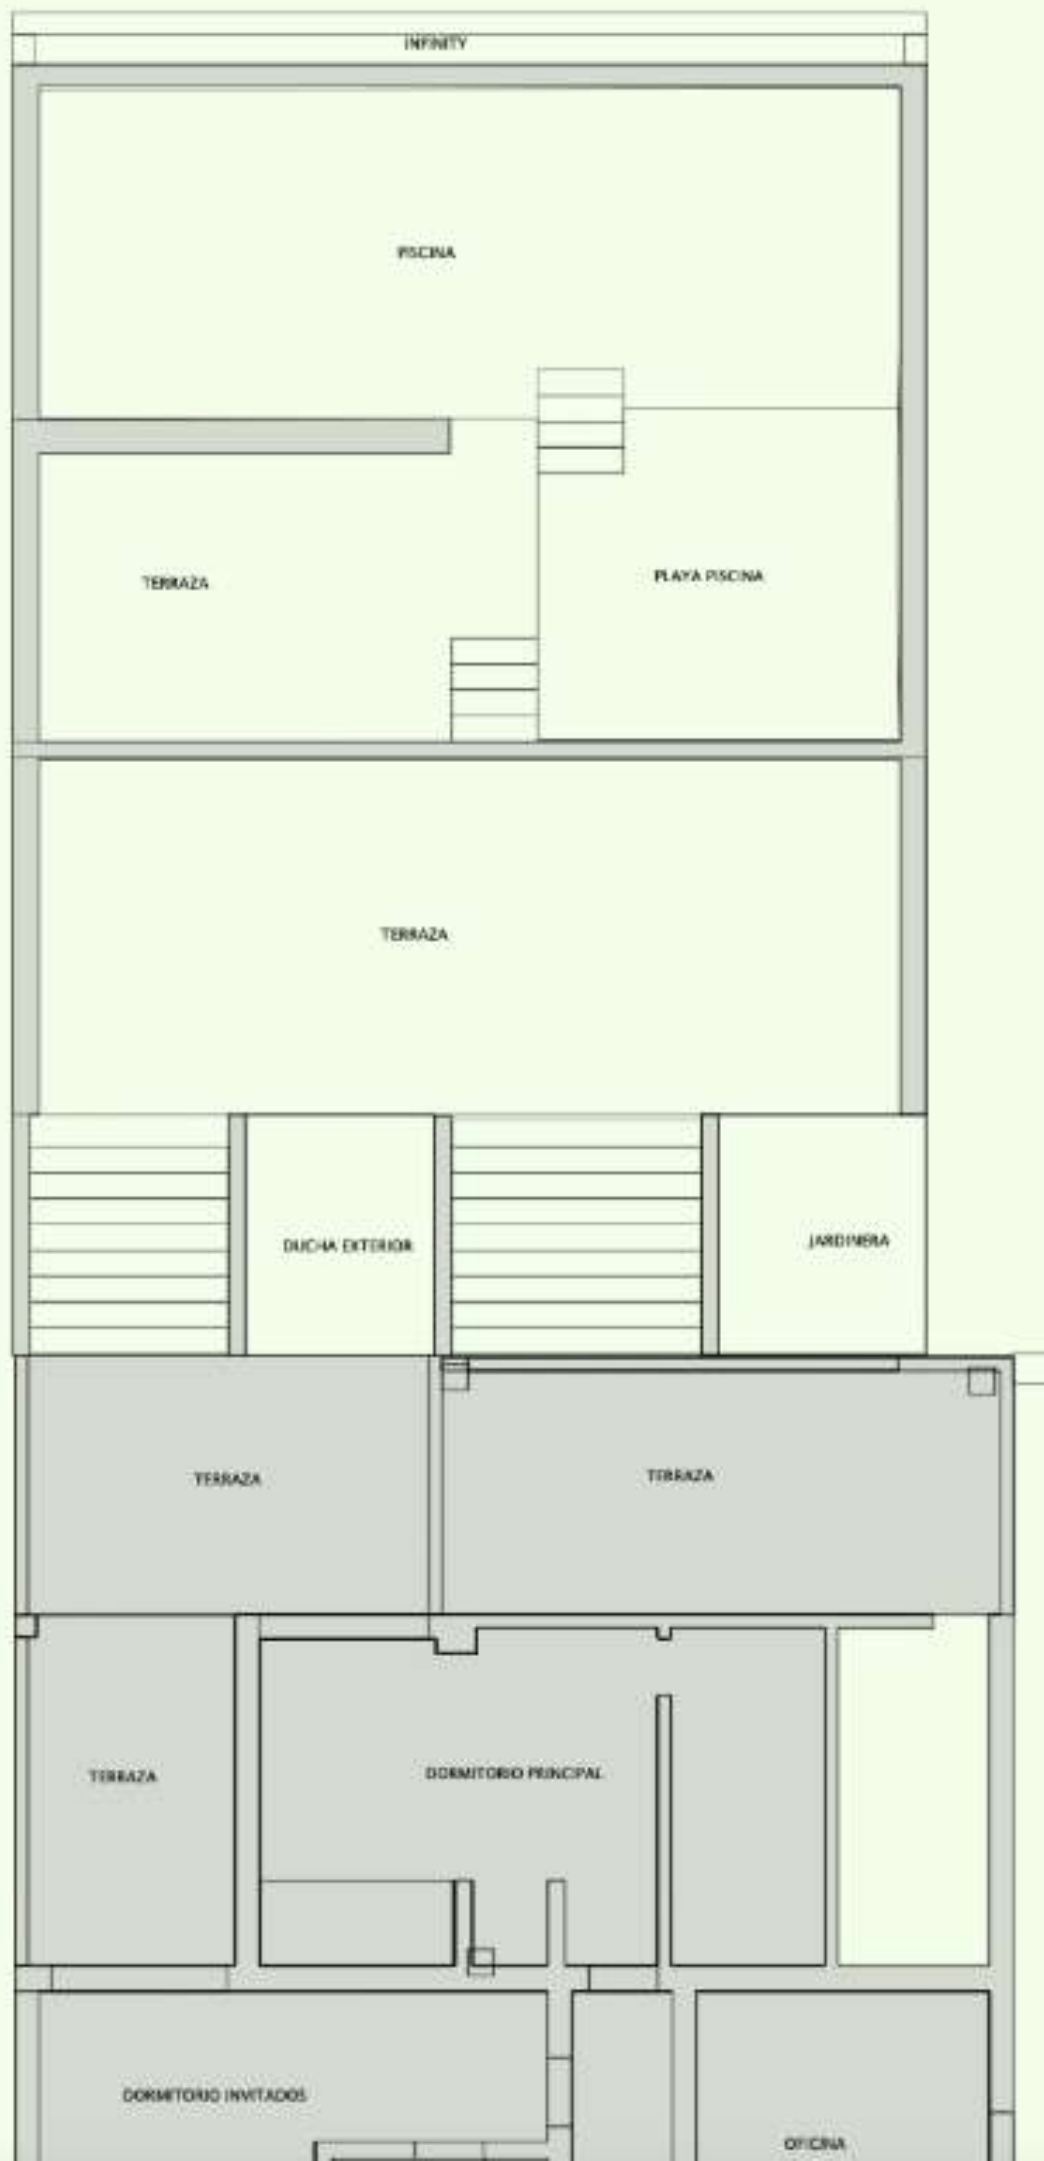 INFINITY
PISCINA
TERRAZA
PLAYA PISCINA
TERRAZA
DUCHA EXTERIOR
JARDINERA
TERRAZA
TERRAZA
TERRAZA
DORMITORIO PRINCIPAL
DORMITORIO INVITADOS
OFICINA